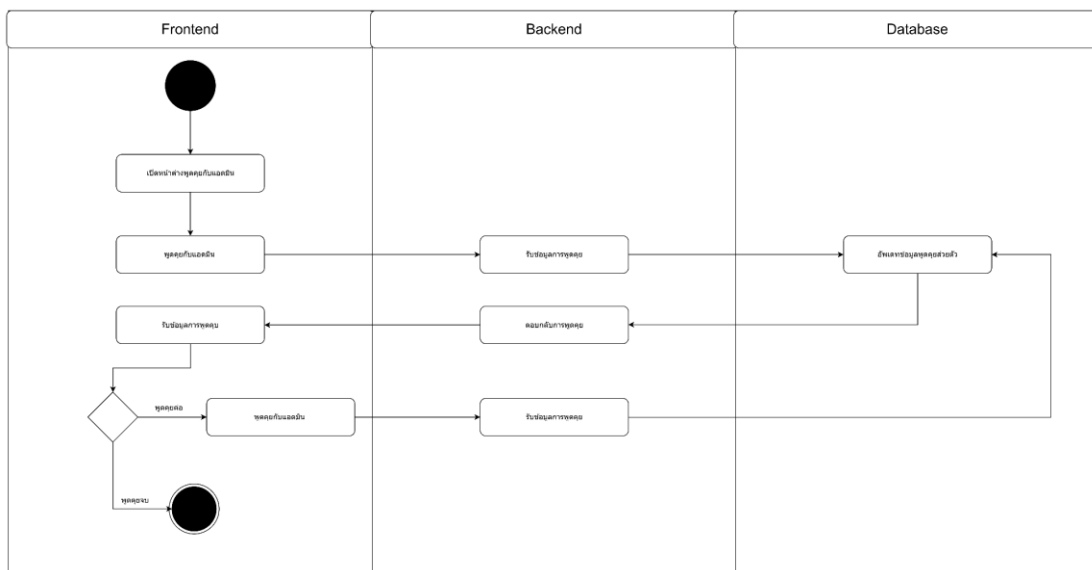 Frontend
Backend
Database
เปิดหน้าต่างพูดคุยกับแอดมิน
พูดคุยกับแอดมิน
รับข้อมูลการพูดคุย
อัพเดทข้อมูลพูดคุยส่วยตัว
รับข้อมูลการพูดคุบ
ตอบกลับการพูดคุย
พูดคุยต่อ
พูดคุยกับแอดมิน
รับข้อมูลการพูดคุย
พูดคุยจบ